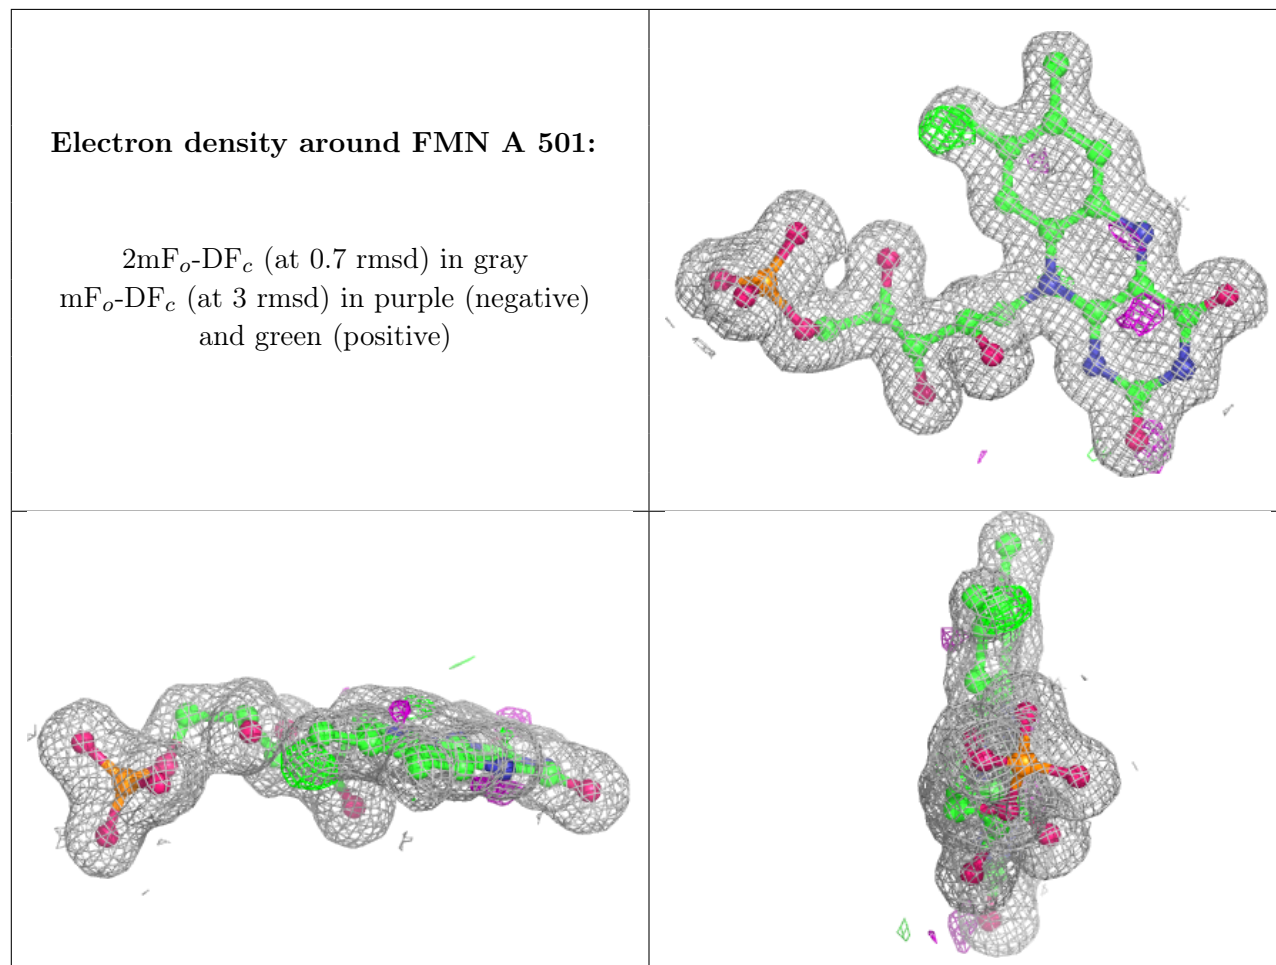 Electron density around FMN A 501:
2mFo-DFc (at 0.7 rmsd) in gray
mFo-DFc (at 3 rmsd) in purple (negative)
and green (positive)